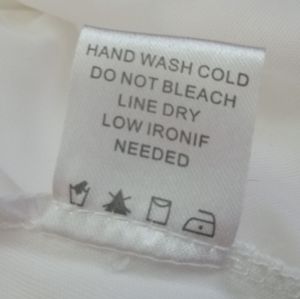 HAND WASH COLD
DO NOT BLEACH
LINE DRY
LOW IRONIF
NEEDED